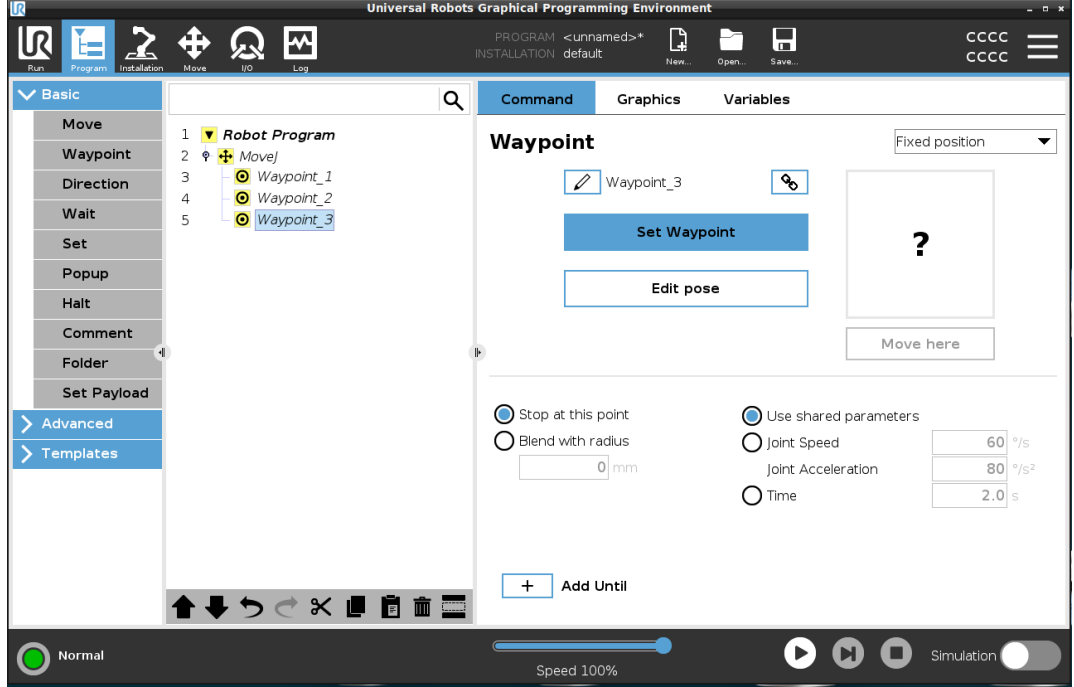 Universal Robots Graphical Programming Environment
UR
Run
Program
Installation
Move
I/O
Log
PROGRAM <unnamed>*
INSTALLATION default
New...
Open...
Save...
CCCC
CCCC
Basic
Move
Waypoint
Direction
Wait
Set
Popup
Halt
Comment
Folder
Set Payload
Advanced
Templates
1 Robot Program
2 MoveJ
3 Waypoint_1
4 Waypoint_2
5 Waypoint_3
Command Graphics Variables
Waypoint
Fixed position
Waypoint_3
Set Waypoint
Edit pose
?
Move here
Stop at this point
Blend with radius
0 mm
Use shared parameters
Joint Speed 60 °/s
Joint Acceleration 80 °/s²
Time 2.0 s
+ Add Until
Normal
Speed 100%
Simulation